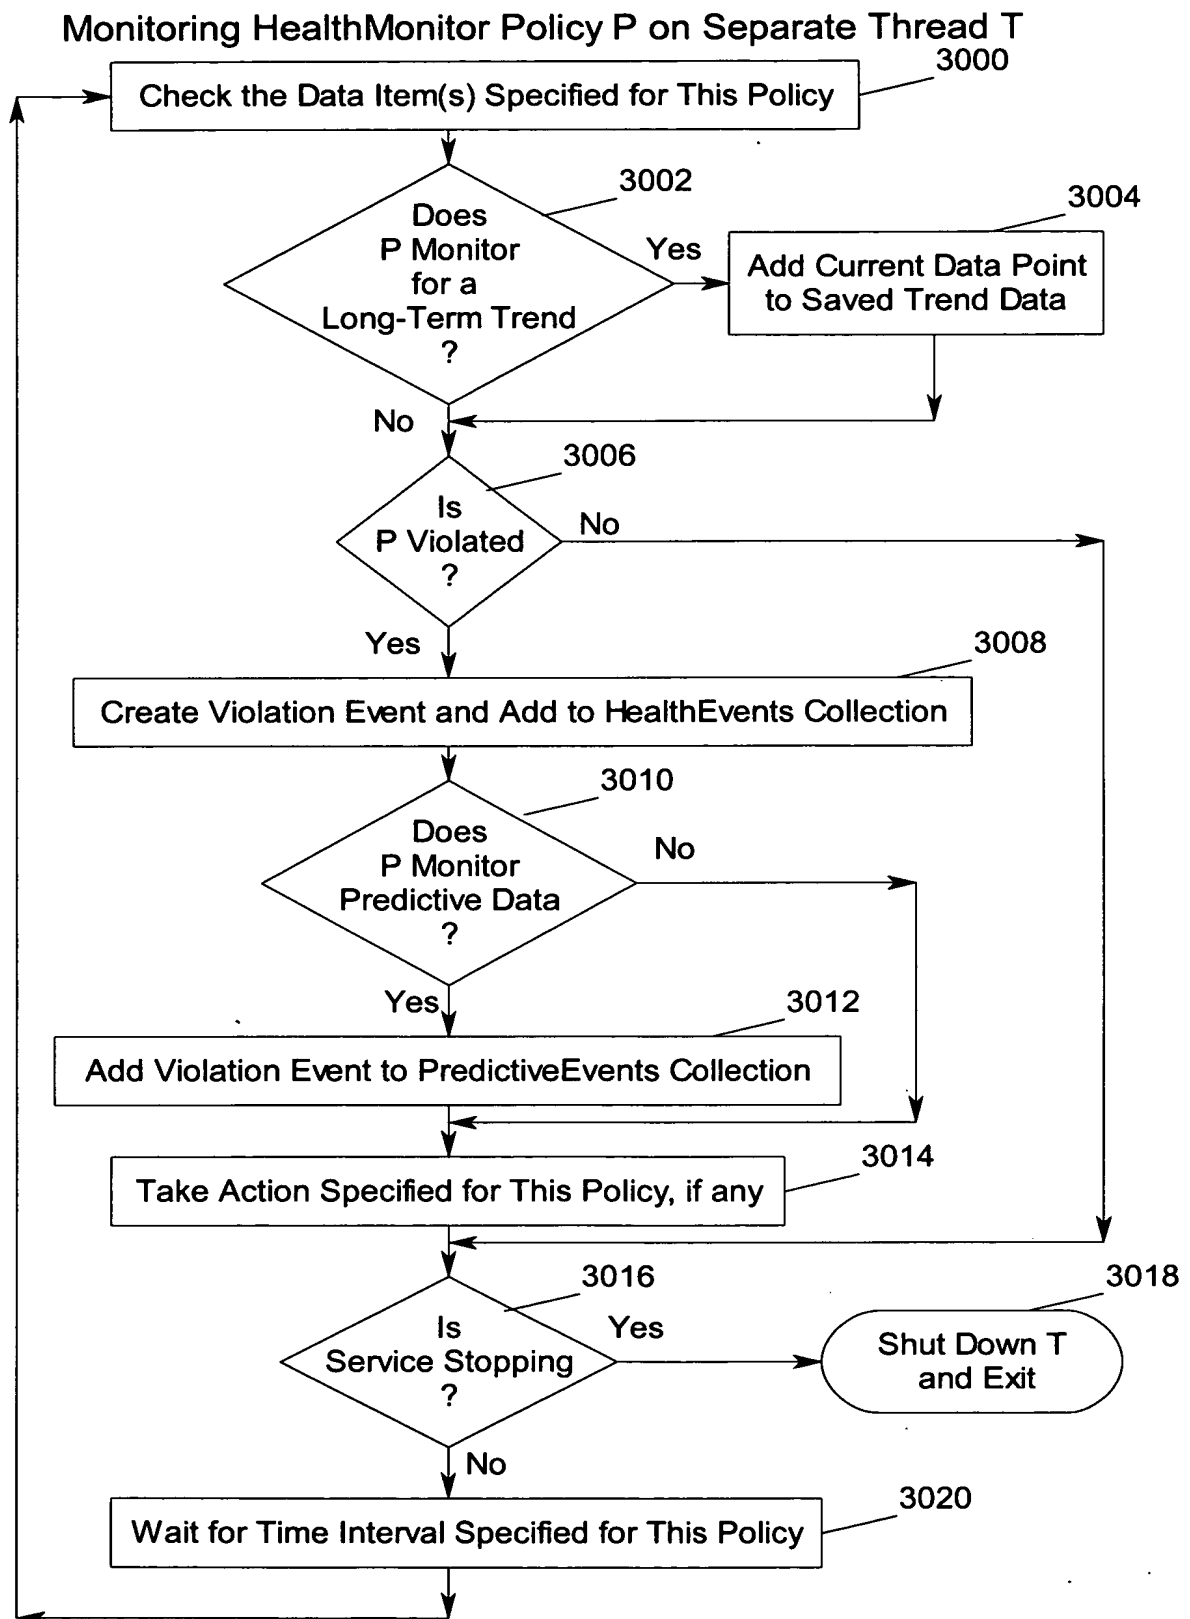 Monitoring HealthMonitor Policy P on Separate Thread T
3000
Check the Data Item(s) Specified for This Policy
3002
Does
P Monitor
for a
Long-Term Trend
?
Yes
3004
Add Current Data Point
to Saved Trend Data
No
3006
Is
P Violated
?
No
Yes
3008
Create Violation Event and Add to HealthEvents Collection
3010
Does
P Monitor
Predictive Data
?
No
Yes
3012
Add Violation Event to PredictiveEvents Collection
3014
Take Action Specified for This Policy, if any
3016
Is
Service Stopping
?
Yes
3018
Shut Down T
and Exit
No
3020
Wait for Time Interval Specified for This Policy